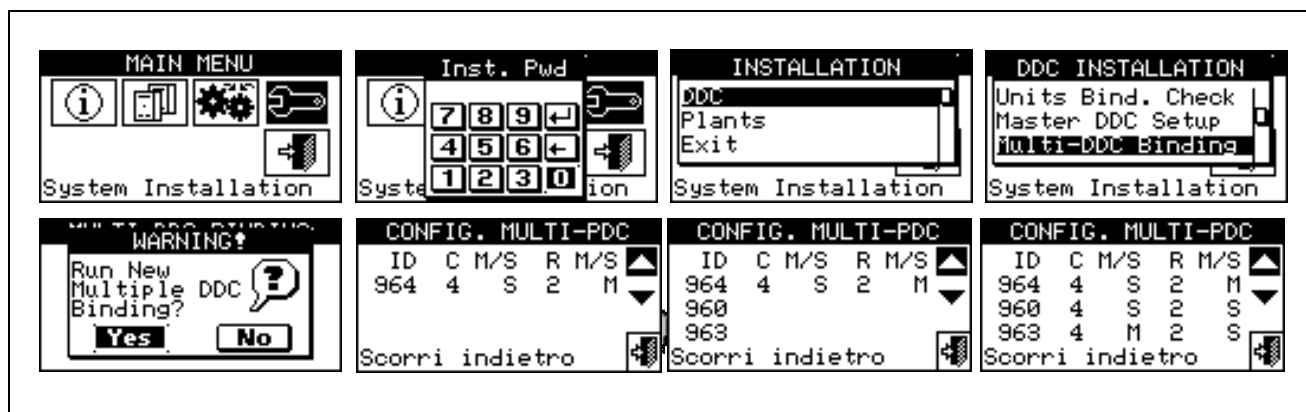 MAIN MENU
System Installation
Inst. Pwd
7 8 9
4 5 6
1 2 3 0
Syste
ion
INSTALLATION
DDC
Plants
Exit
System Installation
DDC INSTALLATION
Units Bind. Check
Master DDC Setup
Multi-DDC Binding
System Installation
WARNING!
Run New
Multiple DDC
Binding?
Yes No
CONFIG. MULTI-PDC
ID C M/S R M/S
964 4 S 2 M
Scorri indietro
CONFIG. MULTI-PDC
ID C M/S R M/S
964 4 S 2 M
960
963
Scorri indietro
CONFIG. MULTI-PDC
ID C M/S R M/S
964 4 S 2 M
960 4 S 2 S
963 4 M 2 S
Scorri indietro